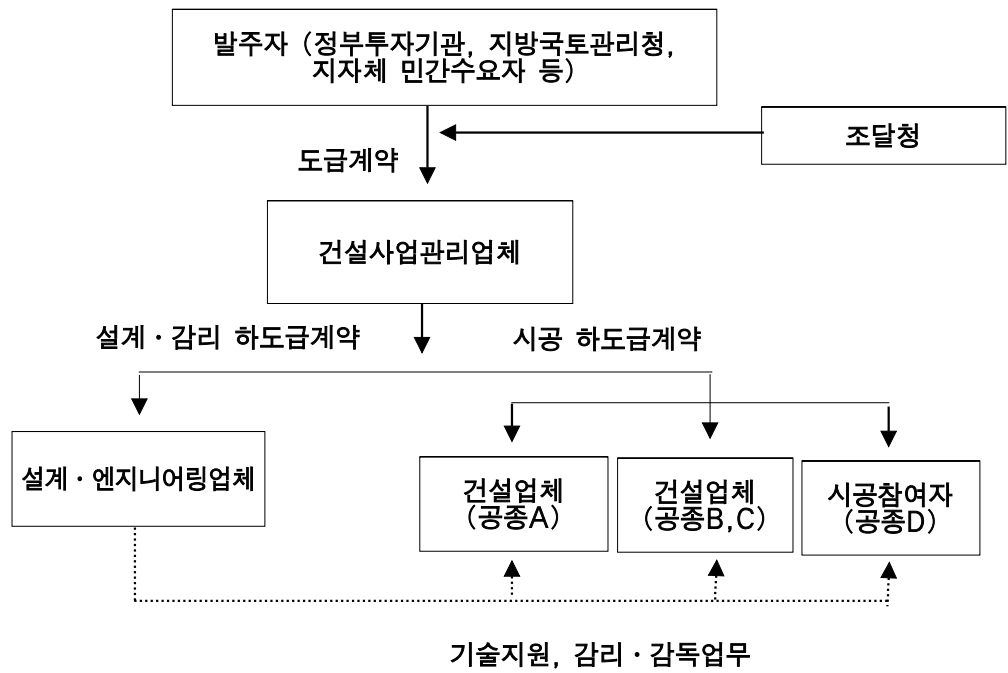 발주자 (정부투자기관, 지방국토관리청,
지자체 민간수요자 등)
조달청
도급계약
건설사업관리업체
설계·감리 하도급계약
시공 하도급계약
설계·엔지니어링업체
건설업체
(공종A)
건설업체
(공종B,C)
시공참여자
(공종D)
기술지원, 감리·감독업무